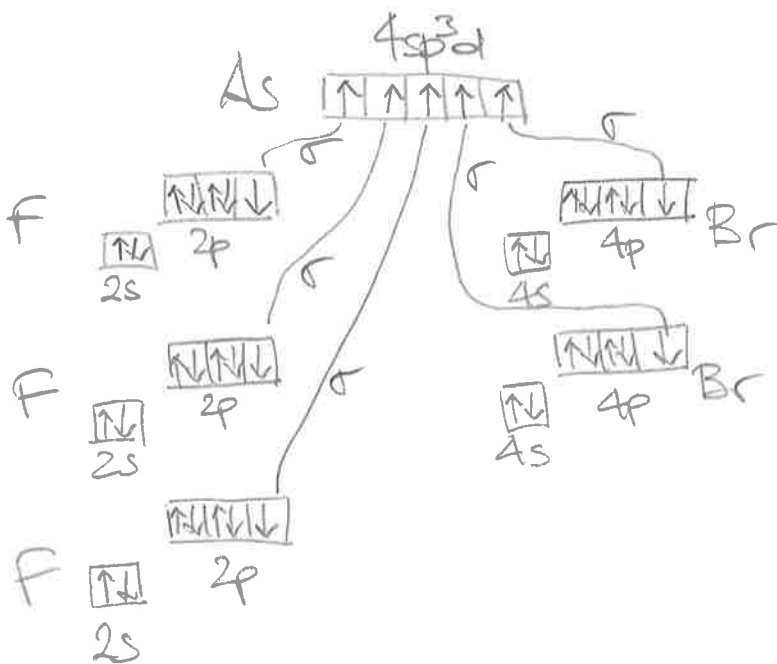 4sp³d
As ↑ ↑ ↑ ↑ ↑
σ σ
σ
F ↑↓ ↑↓ ↓ ↑↓ ↑↓ ↓ Br
↑↓ 2p ↑↓ 4p
2s σ 4s
F ↑↓ ↑↓ ↓ ↑↓ ↑↓ ↓ Br
↑↓ 2p σ ↑↓ 4p
2s 4s
↑↓ ↑↓ ↓
F ↑↓ 2p
2s